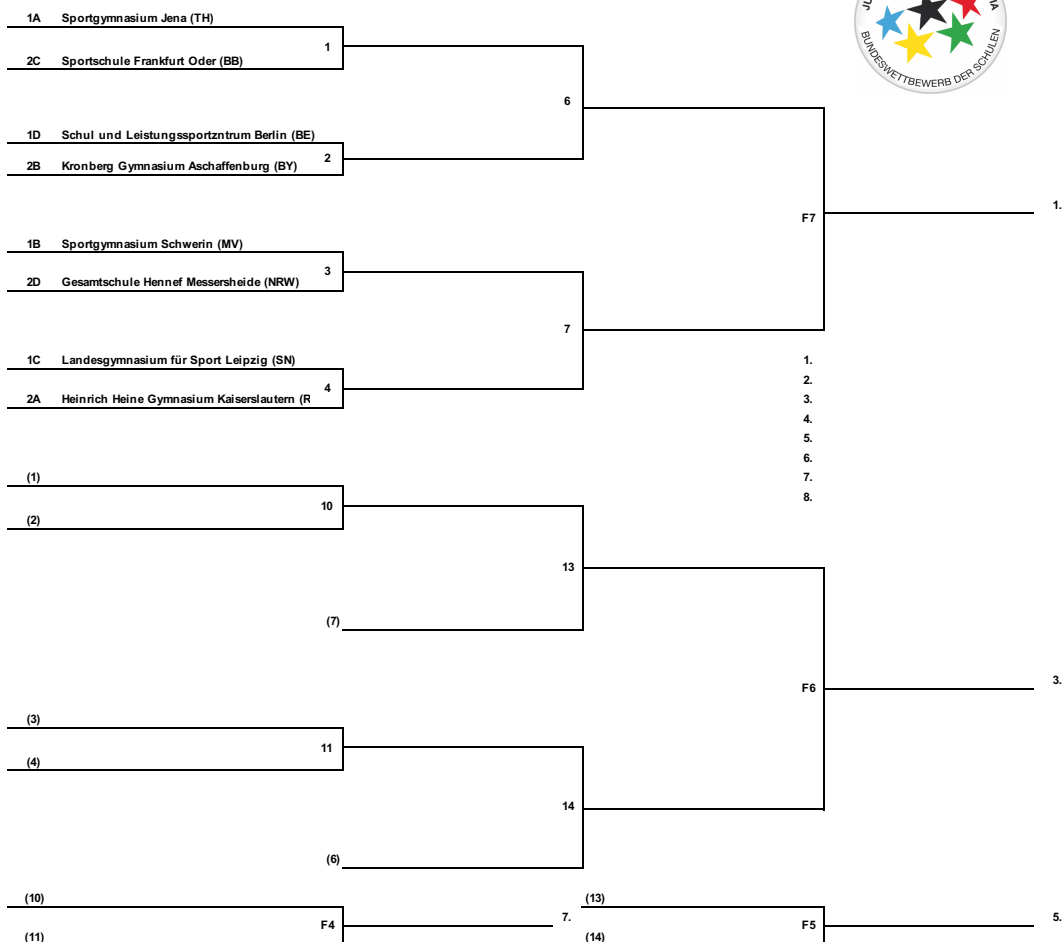 BUNDESWETTBEWERB DER SCHULEN
1A Sportgymnasium Jena (TH)
1
2C Sportschule Frankfurt Oder (BB)
6
1D Schul und Leistungssportzntrum Berlin (BE)
2
2B Kronberg Gymnasium Aschaffenburg (BY)
F7
1.
1B Sportgymnasium Schwerin (MV)
3
2D Gesamtschule Hennef Messersheide (NRW)
7
1C Landesgymnasium für Sport Leipzig (SN)
4
2A Heinrich Heine Gymnasium Kaiserslautern (R
1.
2.
3.
4.
5.
6.
7.
8.
(1)
10
(2)
13
(7)
F6
3.
(3)
11
(4)
14
(6)
(10)
F4
7.
(11)
(13)
F5
5.
(14)